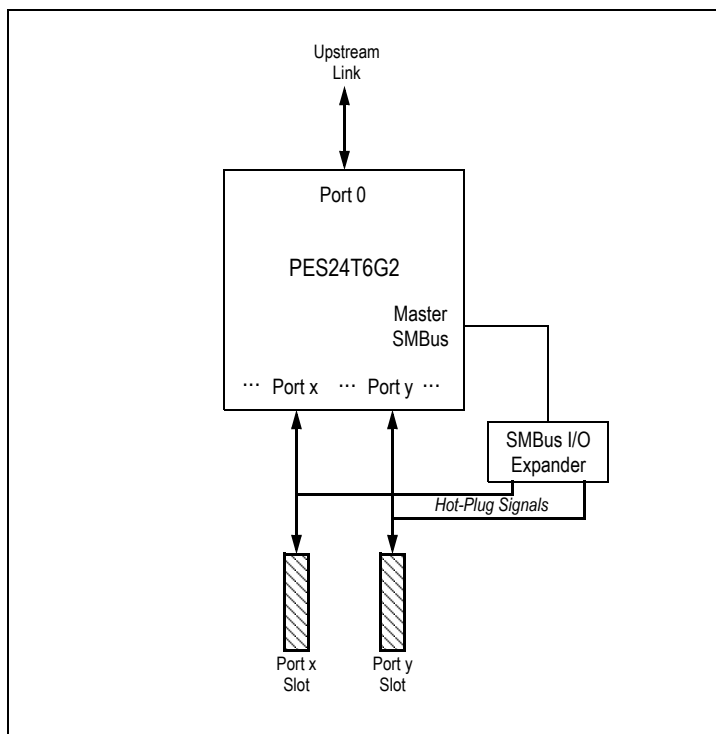 Upstream
Link
Port 0
PES24T6G2
Master
SMBus
... Port x ... Port y ...
SMBus I/O
Expander
Hot-Plug Signals
Port x
Slot
Port y
Slot